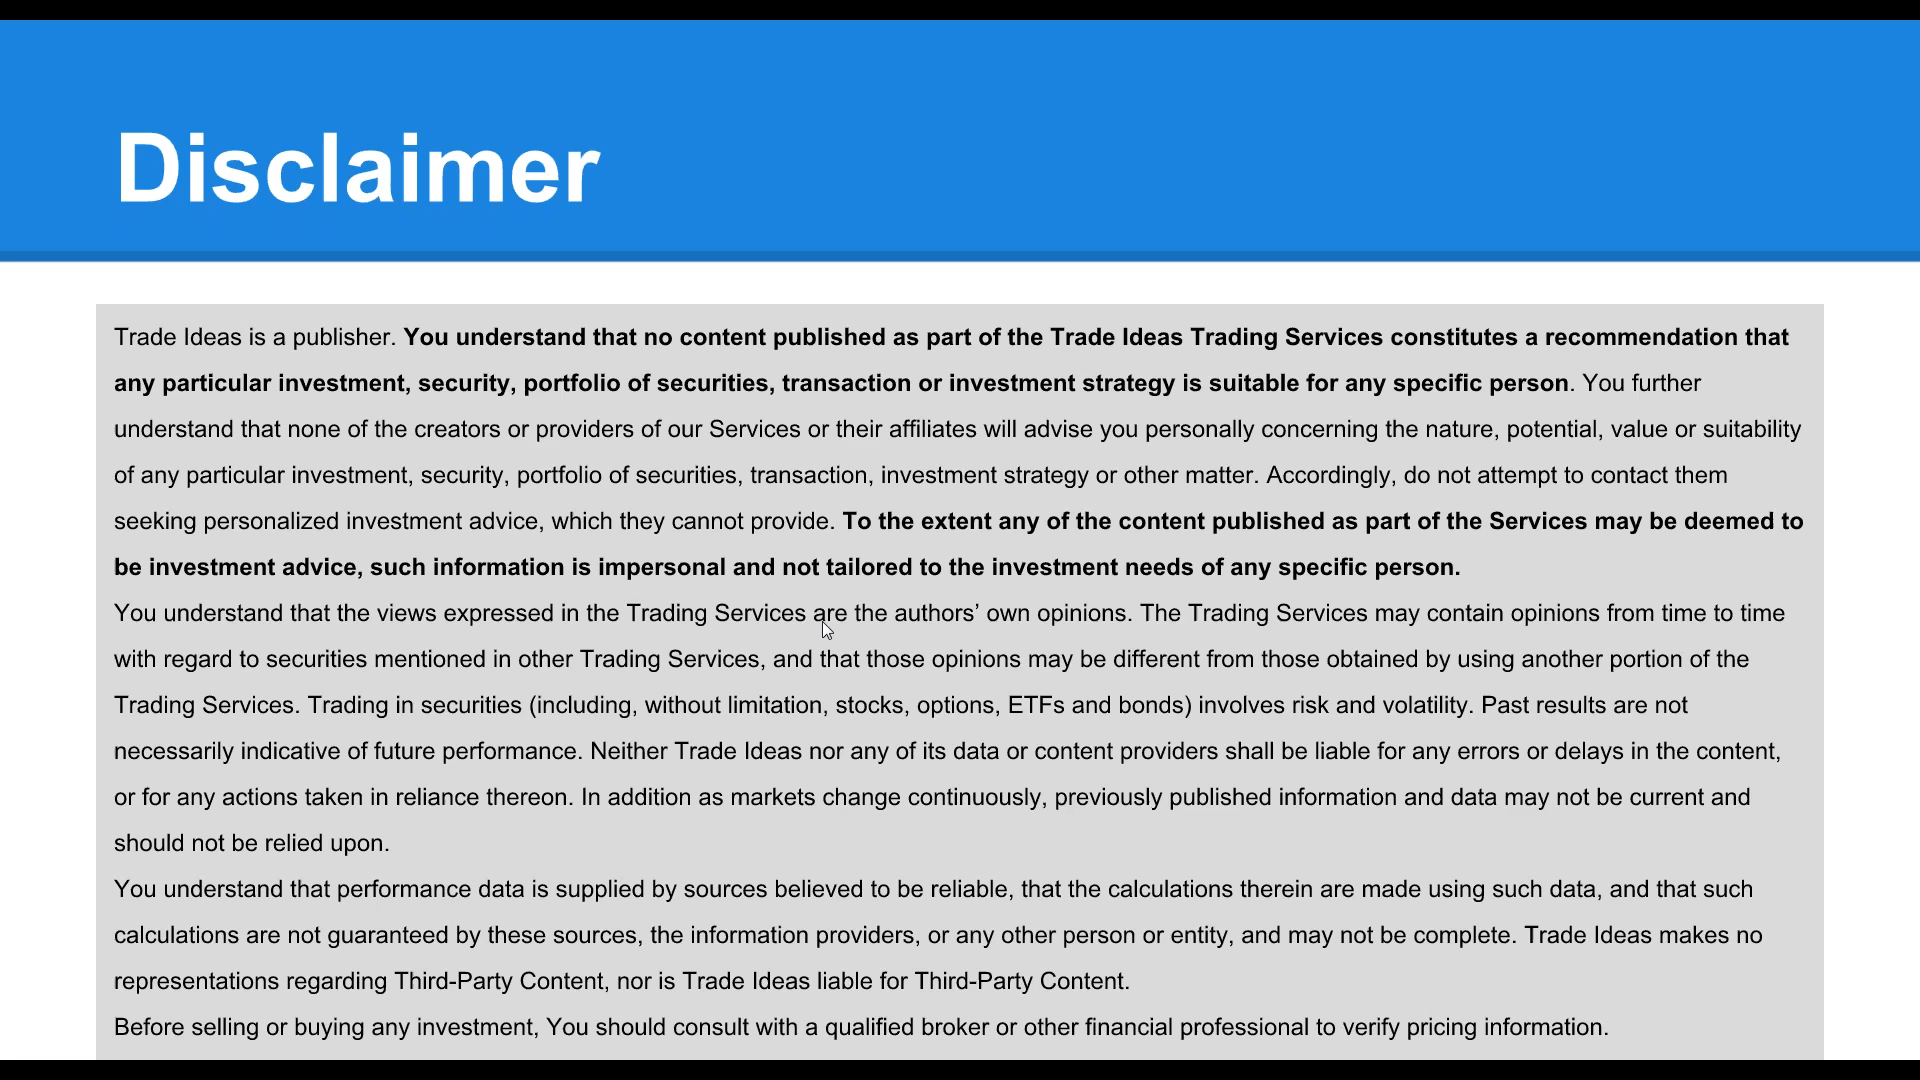 Disclaimer
Trade Ideas is a publisher. You understand that no content published as part of the Trade Ideas Trading Services constitutes a recommendation that
any particular investment, security, portfolio of securities, transaction or investment strategy is suitable for any specific person. You further
understand that none of the creators or providers of our Services or their affiliates will advise you personally concerning the nature, potential, value or suitability
of any particular investment, security, portfolio of securities, transaction, investment strategy or other matter. Accordingly, do not attempt to contact them
seeking personalized investment advice, which they cannot provide. To the extent any of the content published as part of the Services may be deemed to
be investment advice, such information is impersonal and not tailored to the investment needs of any specific person.
You understand that the views expressed in the Trading Services are the authors’ own opinions. The Trading Services may contain opinions from time to time
with regard to securities mentioned in other Trading Services, and that those opinions may be different from those obtained by using another portion of the
Trading Services. Trading in securities (including, without limitation, stocks, options, ETFs and bonds) involves risk and volatility. Past results are not
necessarily indicative of future performance. Neither Trade Ideas nor any of its data or content providers shall be liable for any errors or delays in the content,
or for any actions taken in reliance thereon. In addition as markets change continuously, previously published information and data may not be current and
should not be relied upon.
You understand that performance data is supplied by sources believed to be reliable, that the calculations therein are made using such data, and that such
calculations are not guaranteed by these sources, the information providers, or any other person or entity, and may not be complete. Trade Ideas makes no
representations regarding Third-Party Content, nor is Trade Ideas liable for Third-Party Content.
Before selling or buying any investment, You should consult with a qualified broker or other financial professional to verify pricing information.